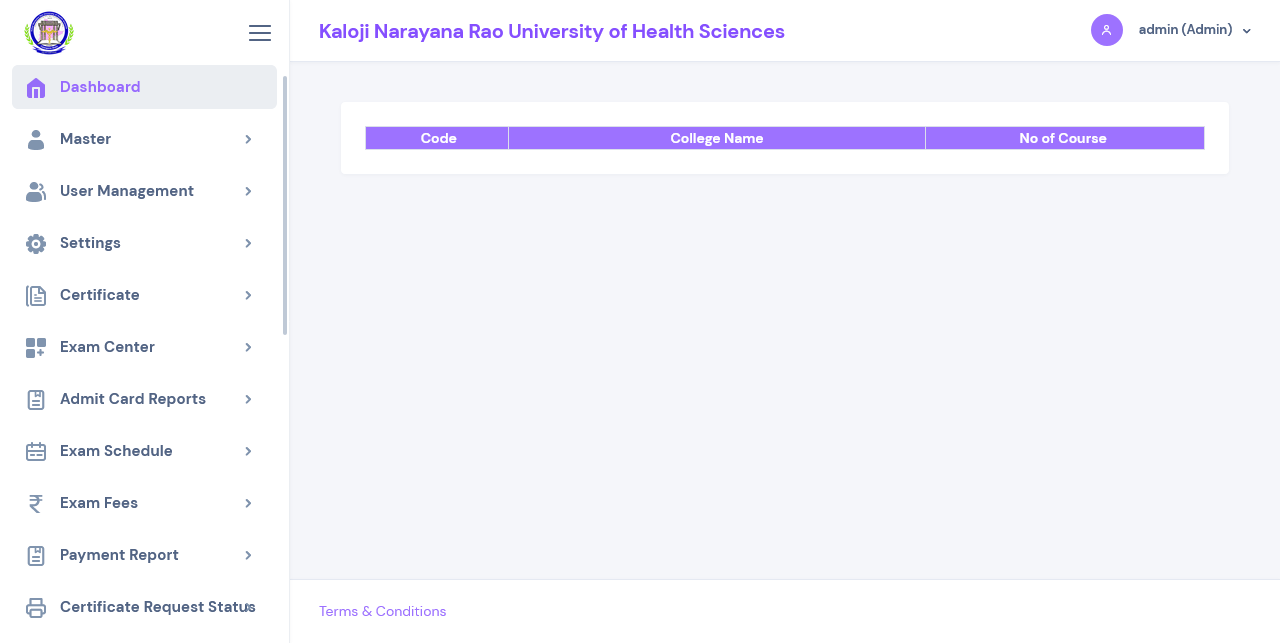 Kaloji Narayana Rao University of Health Sciences
admin (Admin)
Dashboard
Master
User Management
Settings
Certificate
Exam Center
Admit Card Reports
Exam Schedule
Exam Fees
Payment Report
Certificate Request Status
Code
College Name
No of Course
Terms & Conditions